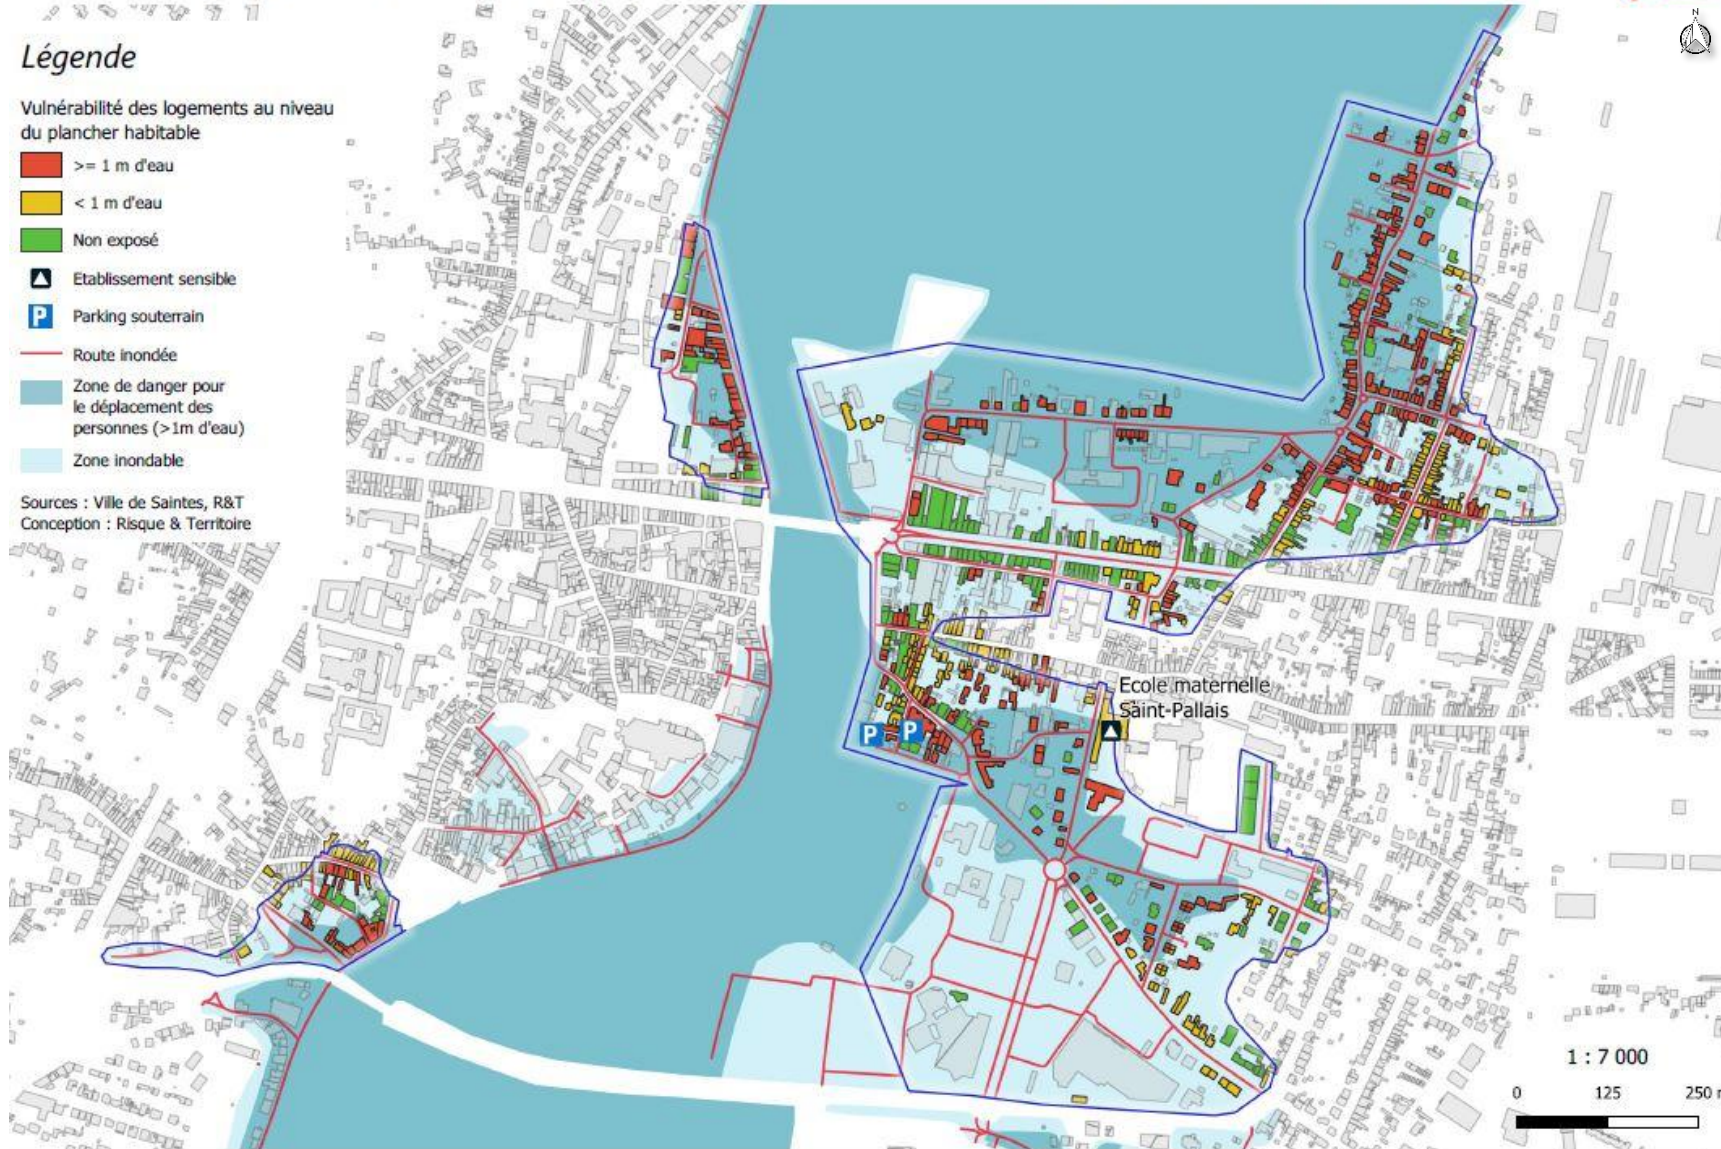 N
Légende
Vulnérabilité des logements au niveau
du plancher habitable
>= 1 m d'eau
< 1 m d'eau
Non exposé
Etablissement sensible
P
Parking souterrain
Route inondée
Zone de danger pour
le déplacement des
personnes (>1m d'eau)
Zone inondable
Sources : Ville de Saintes, R&T
Conception : Risque & Territoire
Ecole maternelle
Saint-Pallais
P
P
1 : 7 000
0 125 250 m